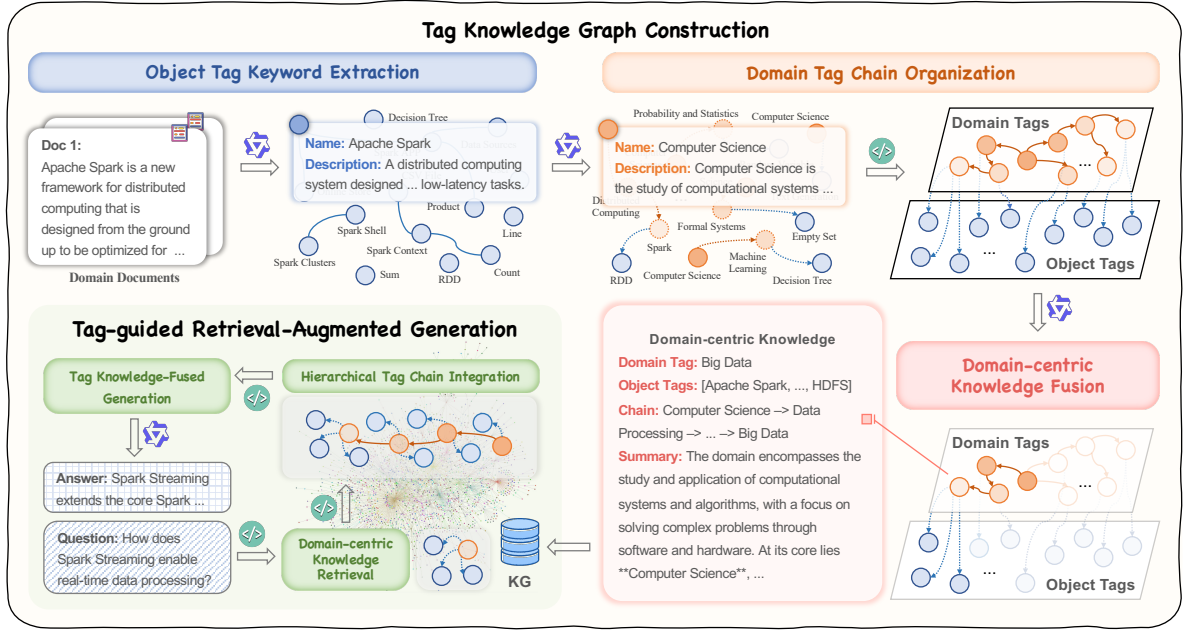 Tag Knowledge Graph Construction
Object Tag Keyword Extraction
Doc 1:
Apache Spark is a new
framework for distributed
computing that is
designed from the ground
up to be optimized for ...
Domain Documents
Decision Tree
Name: Apache Spark
Description: A distributed computing
system designed ... low-latency tasks.
Product
Line
Spark Shell
Spark Context
Spark Clusters
Sum
RDD
Count
Domain Tag Chain Organization
Probability and Statistics
Computer Science
Name: Computer Science
Description: Computer Science is
the study of computational systems ...
Computing
Formal Systems
Empty Set
Spark
Machine
Learning
RDD
Computer Science
Decision Tree
Domain Tags
...
...
Object Tags
Domain-centric
Knowledge Fusion
Domain Tags
...
...
Object Tags
Domain-centric Knowledge
Domain Tag: Big Data
Object Tags: [Apache Spark, ..., HDFS]
Chain: Computer Science –> Data
Processing –> ... –> Big Data
Summary: The domain encompasses the
study and application of computational
systems and algorithms, with a focus on
solving complex problems through
software and hardware. At its core lies
**Computer Science**, ...
Tag-guided Retrieval-Augmented Generation
Tag Knowledge-Fused
Generation
Hierarchical Tag Chain Integration
Answer: Spark Streaming
extends the core Spark ...
Question: How does
Spark Streaming enable
real-time data processing?
Domain-centric
Knowledge
Retrieval
KG